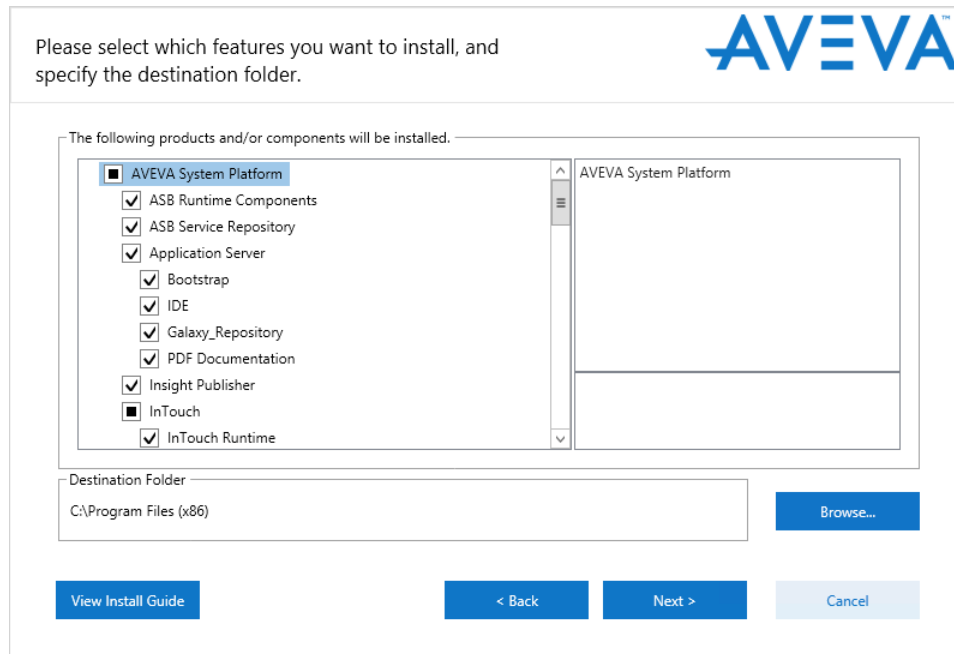 Please select which features you want to install, and
specify the destination folder.
AVEVA™
The following products and/or components will be installed.
AVEVA System Platform
ASB Runtime Components
ASB Service Repository
Application Server
Bootstrap
IDE
Galaxy_Repository
PDF Documentation
Insight Publisher
InTouch
InTouch Runtime
AVEVA System Platform
Destination Folder
C:\Program Files (x86)
Browse...
View Install Guide
< Back
Next >
Cancel